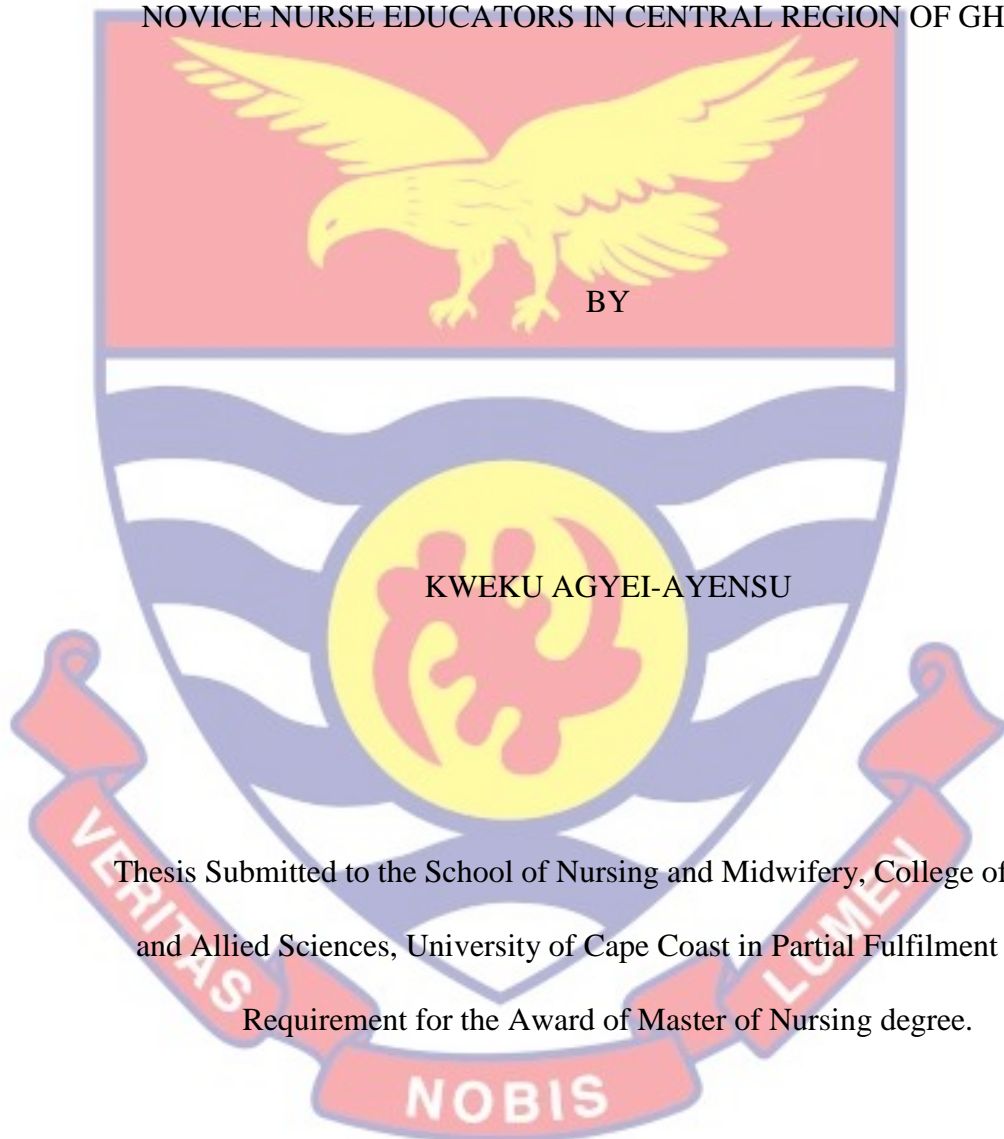 NOVICE NURSE EDUCATORS IN CENTRAL REGION OF GH
BY
KWEKU AGYEI-AYENSU
Thesis Submitted to the School of Nursing and Midwifery, College of
and Allied Sciences, University of Cape Coast in Partial Fulfilment
Requirement for the Award of Master of Nursing degree.
VERITAS
NOBIS
LUMEN